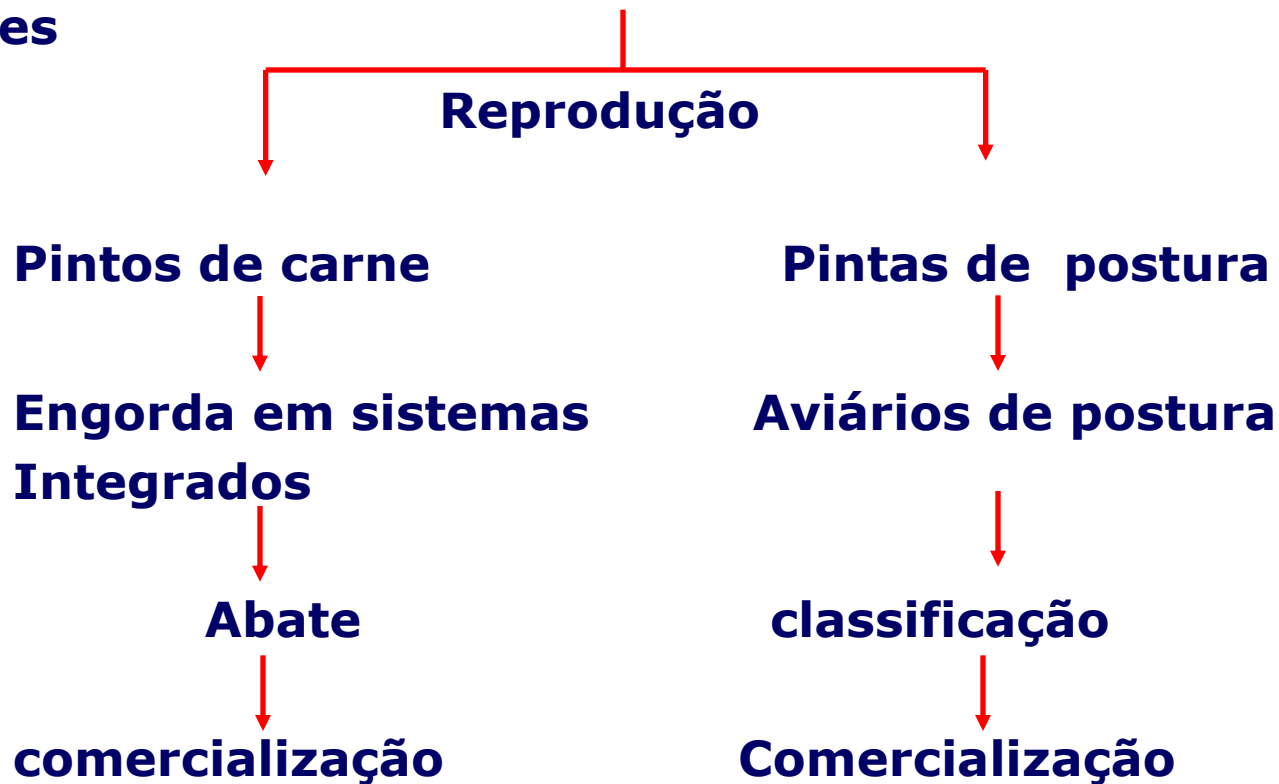 es
Reprodução
Pintos de carne
Pintas de postura
Engorda em sistemas
Integrados
Aviários de postura
Abate
classificação
comercialização
Comercialização